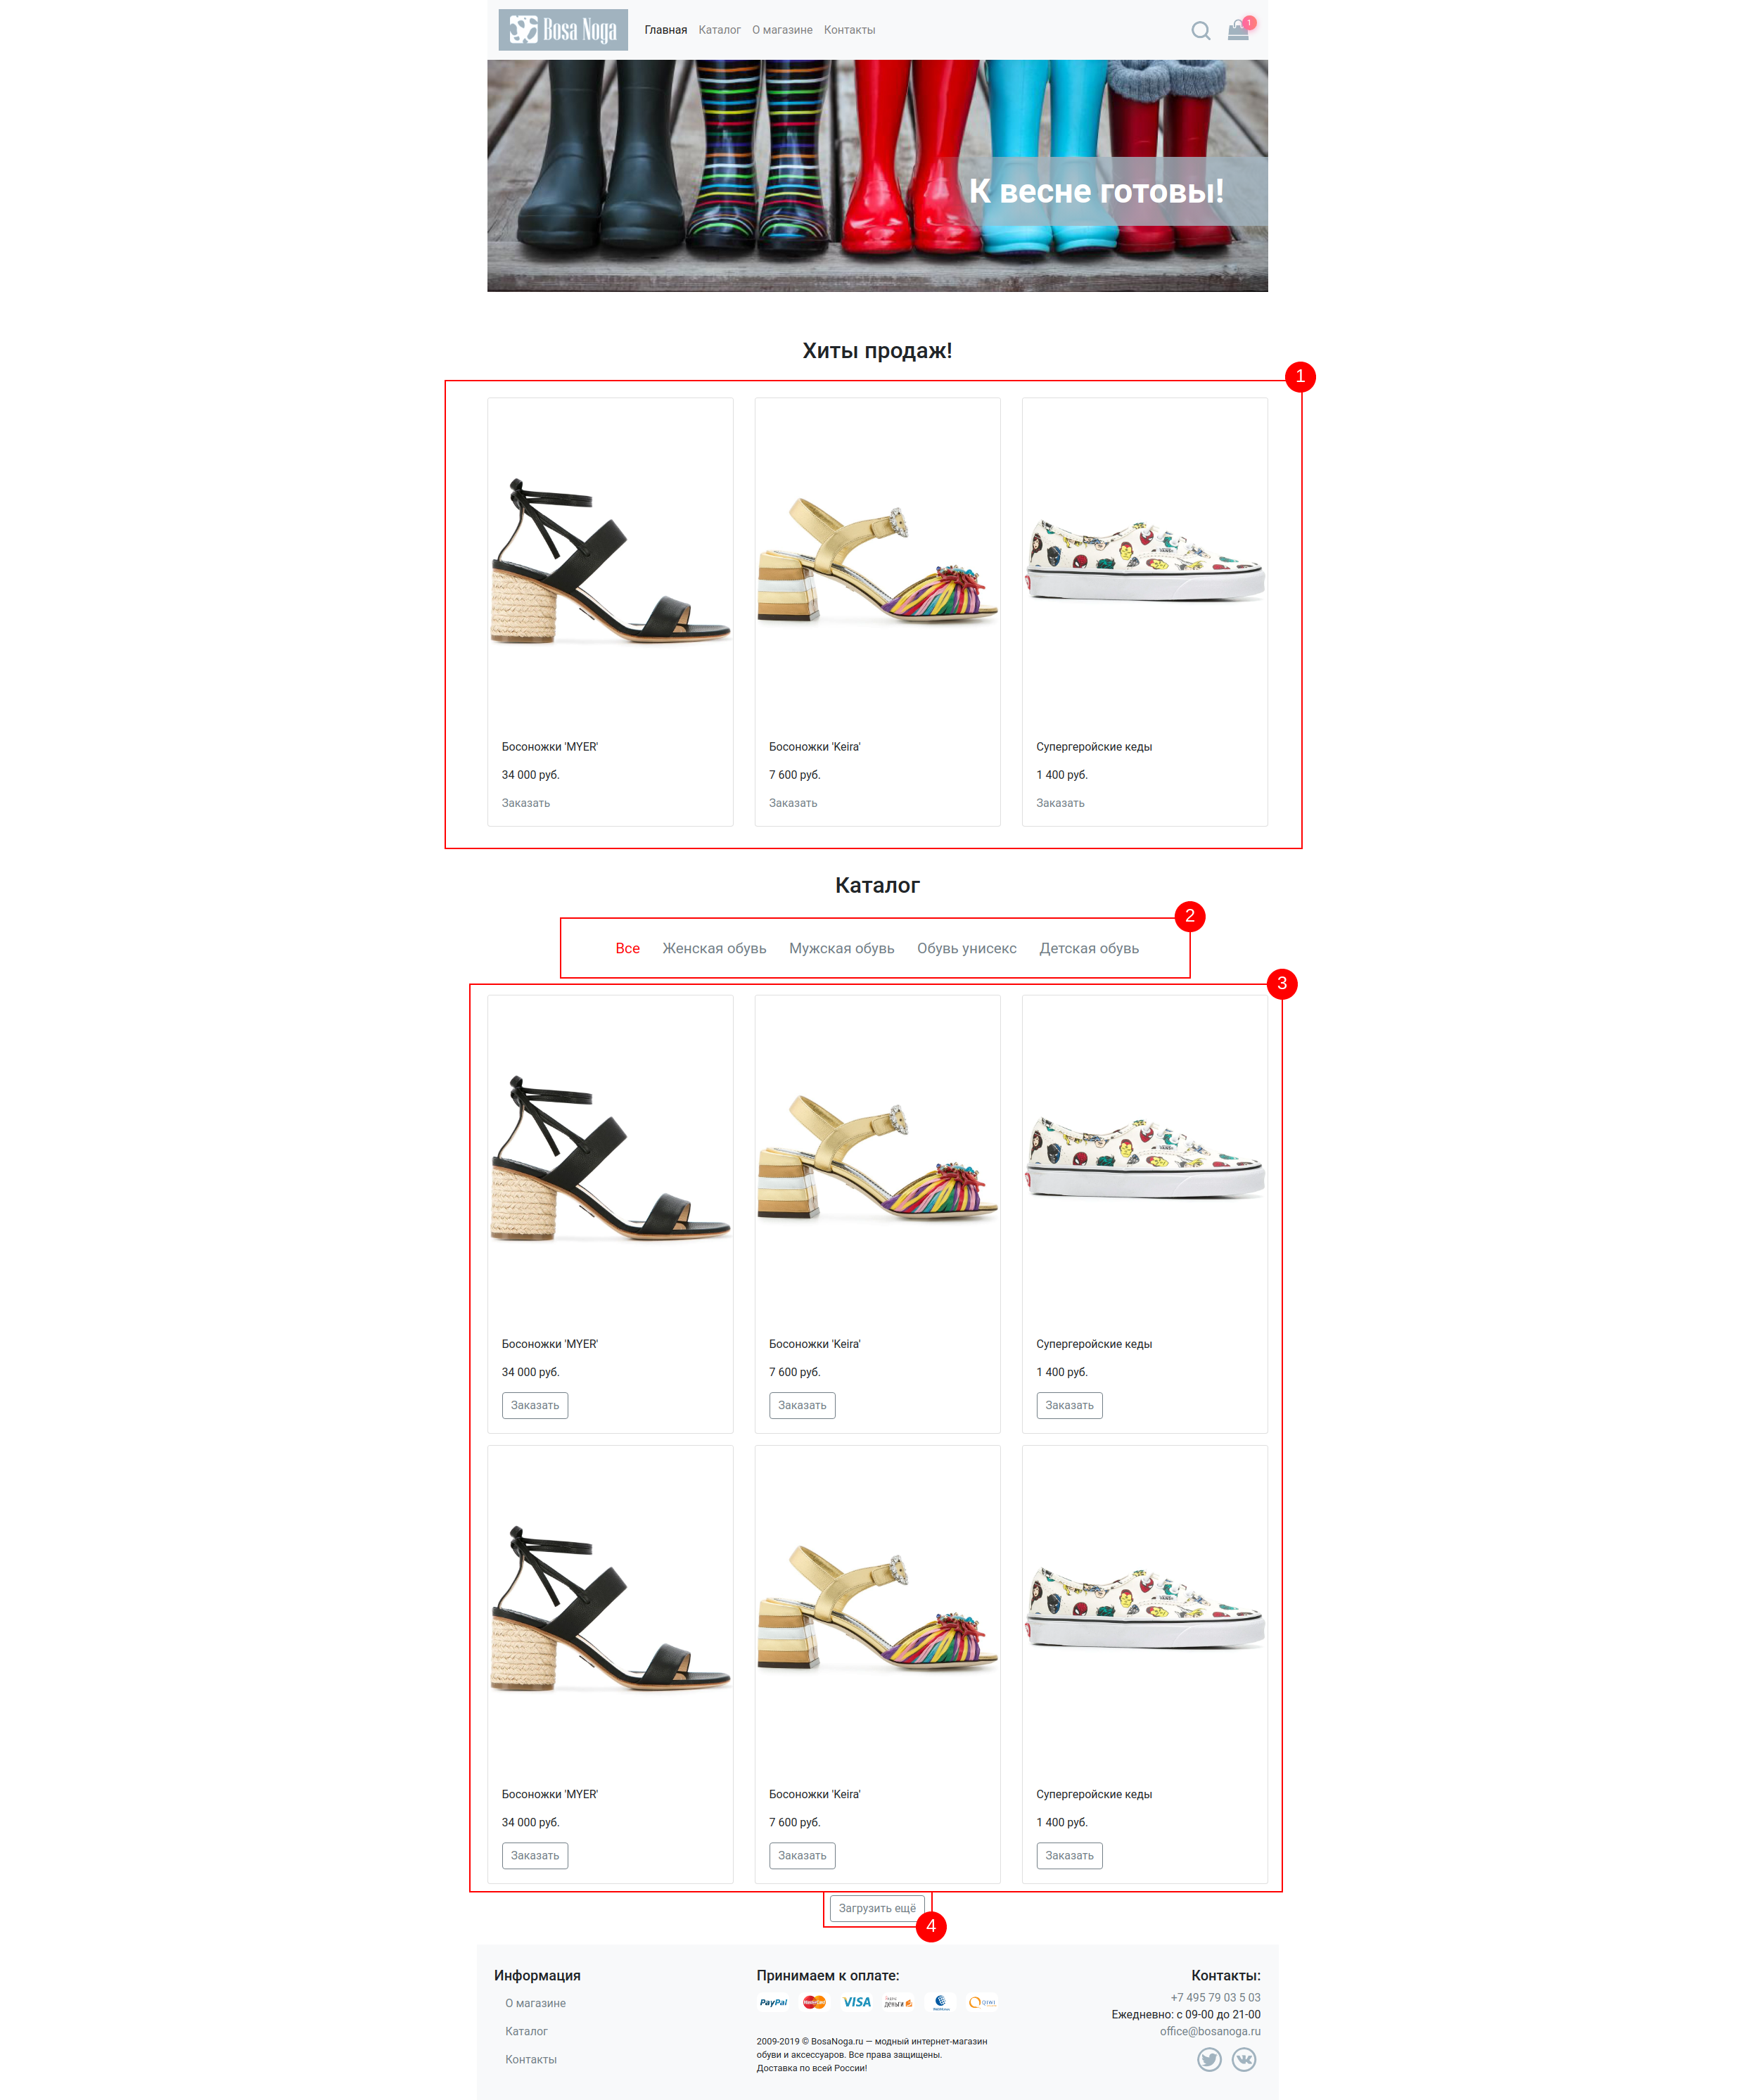 Bosa Noga
Главная Каталог О магазине Контакты
1
К весне готовы!
Хиты продаж!
1
Босоножки 'MYER'
34 000 руб.
Заказать
Босоножки 'Keira'
7 600 руб.
Заказать
Супергеройские кеды
1 400 руб.
Заказать
Каталог
2
Все Женская обувь Мужская обувь Обувь унисекс Детская обувь
3
Босоножки 'MYER'
34 000 руб.
Заказать
Босоножки 'Keira'
7 600 руб.
Заказать
Супергеройские кеды
1 400 руб.
Заказать
Босоножки 'MYER'
34 000 руб.
Заказать
Босоножки 'Keira'
7 600 руб.
Заказать
Супергеройские кеды
1 400 руб.
Заказать
Загрузить ещё
4
Информация
О магазине
Каталог
Контакты
Принимаем к оплате:
PayPal MasterCard VISA деньги QIWI
2009-2019 © BosaNoga.ru — модный интернет-магазин
обуви и аксессуаров. Все права защищены.
Доставка по всей России!
Контакты:
+7 495 79 03 5 03
Ежедневно: с 09-00 до 21-00
office@bosanoga.ru